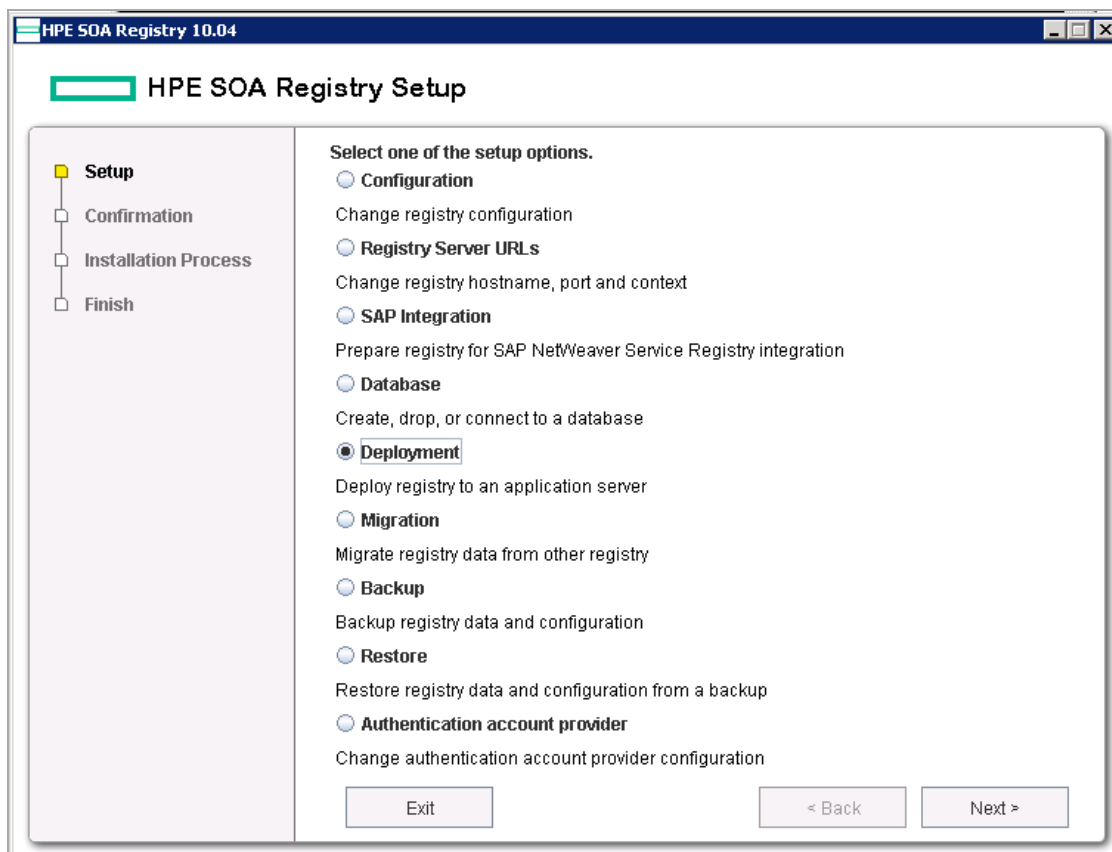 HPE SOA Registry 10.04
HPE SOA Registry Setup
Setup
Confirmation
Installation Process
Finish
Select one of the setup options.
Configuration
Change registry configuration
Registry Server URLs
Change registry hostname, port and context
SAP Integration
Prepare registry for SAP NetWeaver Service Registry integration
Database
Create, drop, or connect to a database
Deployment
Deploy registry to an application server
Migration
Migrate registry data from other registry
Backup
Backup registry data and configuration
Restore
Restore registry data and configuration from a backup
Authentication account provider
Change authentication account provider configuration
Exit
< Back
Next >